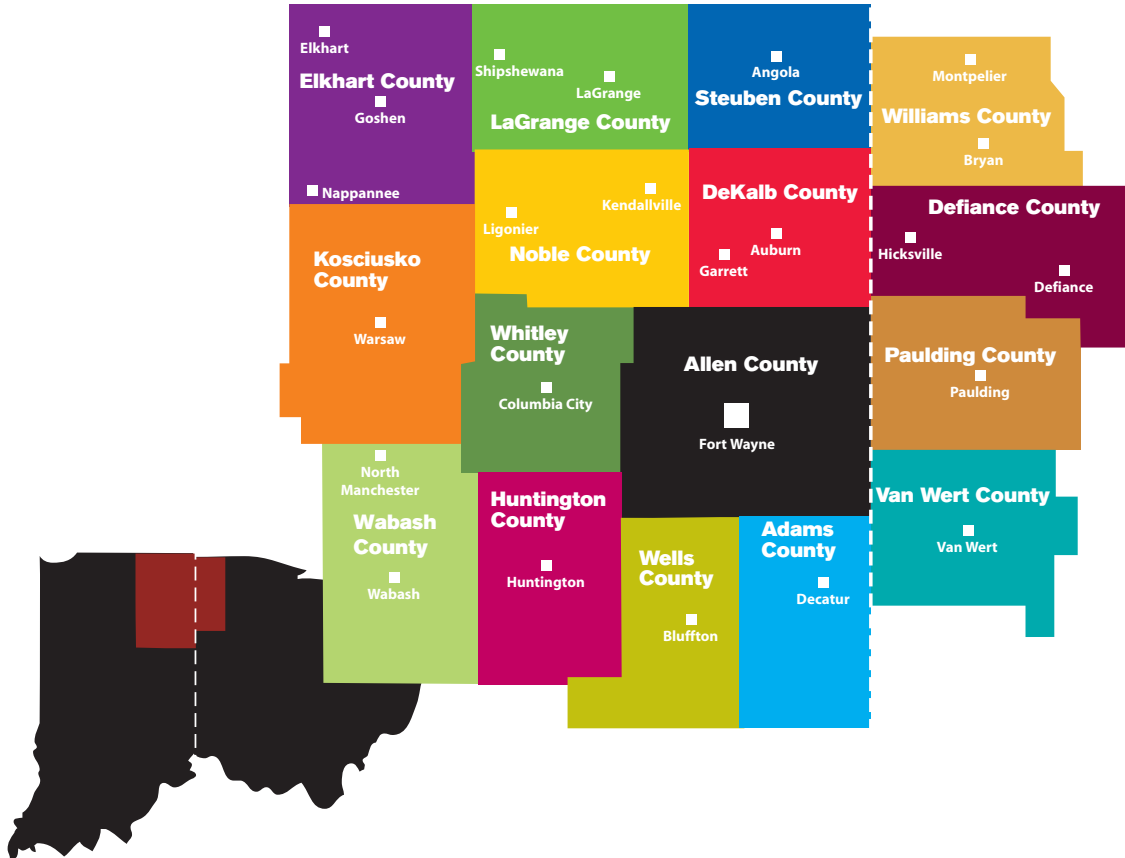 Elkhart
Elkhart County
Goshen
Nappannee
Shipshewana
LaGrange
LaGrange County
Angola
Steuben County
Montpelier
Williams County
Bryan
Kosciusko
County
Warsaw
Kendallville
Ligonier
Noble County
DeKalb County
Auburn
Garrett
Defiance County
Hicksville
Defiance
Whitley
County
Columbia City
Allen County
Fort Wayne
Paulding County
Paulding
North
Manchester
Wabash
County
Wabash
Huntington
County
Huntington
Wells
County
Bluffton
Adams
County
Decatur
Van Wert County
Van Wert